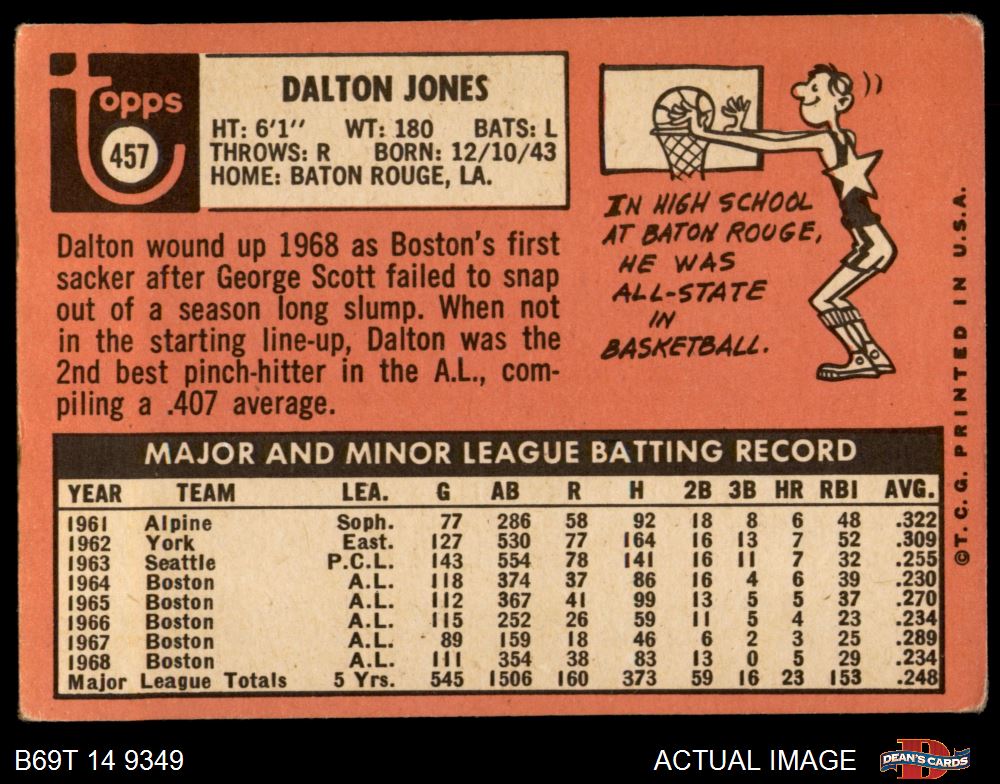 Topps
457
DALTON JONES
HT: 6'1" WT: 180 BATS: L
THROWS: R BORN: 12/10/43
HOME: BATON ROUGE, LA.
Dalton wound up 1968 as Boston's first
sacker after George Scott failed to snap
out of a season long slump. When not
in the starting line-up, Dalton was the
2nd best pinch-hitter in the A.L., com-
piling a .407 average.
IN HIGH SCHOOL
AT BATON ROUGE,
HE WAS
ALL-STATE
IN
BASKETBALL.
©T. C. G. PRINTED IN U.S.A.
MAJOR AND MINOR LEAGUE BATTING RECORD
YEAR TEAM LEA. G AB R H 2B 3B HR RBI AVG.
1961 Alpine Soph. 77 286 58 92 18 8 6 48 .322
1962 York East. 127 530 77 164 16 13 7 52 .309
1963 Seattle P.C.L. 143 554 78 141 16 11 7 32 .255
1964 Boston A.L. 118 374 37 86 16 4 6 39 .230
1965 Boston A.L. 112 367 41 99 13 5 5 37 .270
1966 Boston A.L. 115 252 26 59 11 5 4 23 .234
1967 Boston A.L. 89 159 18 46 6 2 3 25 .289
1968 Boston A.L. 111 354 38 83 13 0 5 29 .234
Major League Totals 5 Yrs. 545 1506 160 373 59 16 23 153 .248
B69T 14 9349
ACTUAL IMAGE
DEAN'S CARDS